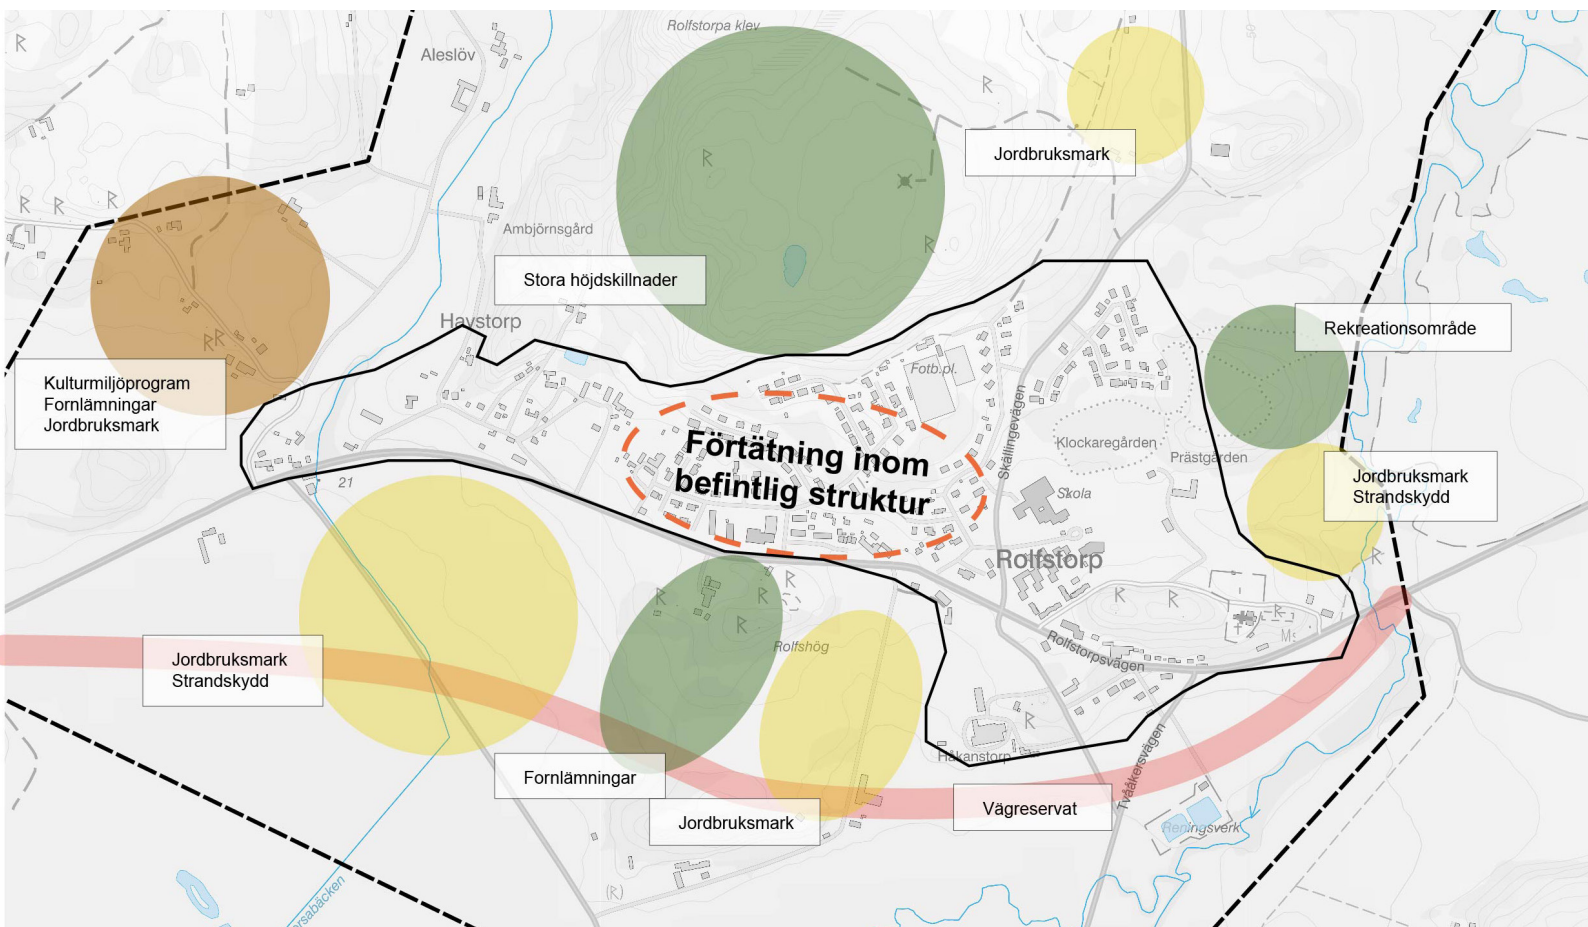 Rolfstorpa klev
Aleslöv
Jordbruksmark
Ambjörnsgård
Stora höjdskillnader
Havstorp
Rekreationsområde
Kulturmiljöprogram
Fornlämningar
Jordbruksmark
Fotb.pl.
Skällingevägen
Klockaregården
Prästgården
Förtätning inom
befintlig struktur
Jordbruksmark
Strandskydd
21
Skola
Rolfstorp
Rolfshög
Rolfstorpsvägen
Jordbruksmark
Strandskydd
Håkanstorp
Tvååkersvägen
Fornlämningar
Jordbruksmark
Vägreservat
Reningsverk
(R)
rsabäcken